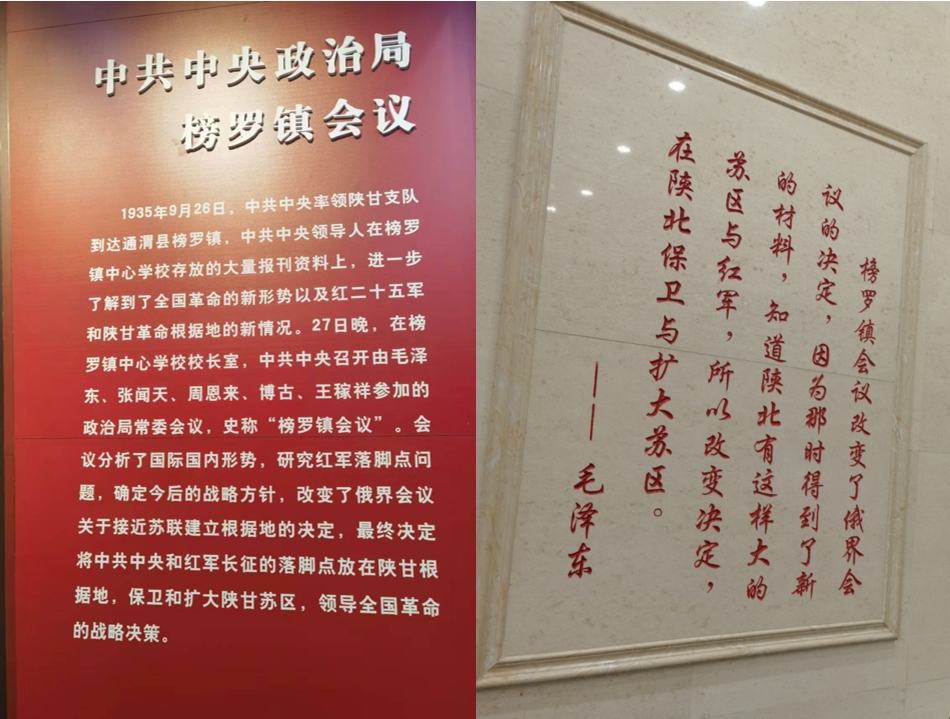 中共中央政治局
榜罗镇会议
1935年9月26日，中共中央率领陕甘支队
到达通渭县榜罗镇，中共中央领导人在榜罗
镇中心学校存放的大量报刊资料上，进一步
了解到了全国革命的新形势以及红二十五军
和陕甘革命根据地的新情况。27日晚，在榜
罗镇中心学校校长室，中共中央召开由毛泽
东、张闻天、周恩来、博古、王稼祥参加的
政治局常委会议，史称“榜罗镇会议”。会
议分析了国际国内形势，研究红军落脚点问
题，确定今后的战略方针，改变了俄界会议
关于接近苏联建立根据地的决定，最终决定
将中共中央和红军长征的落脚点放在陕甘根
据地，保卫和扩大陕甘苏区，领导全国革命
的战略决策。
榜罗镇会议改变了俄界会
议的决定，因为那时得到了新
的材料，知道陕北有这样大的
苏区与红军，所以改变决定，
在陕北保卫与扩大苏区。
——毛泽东